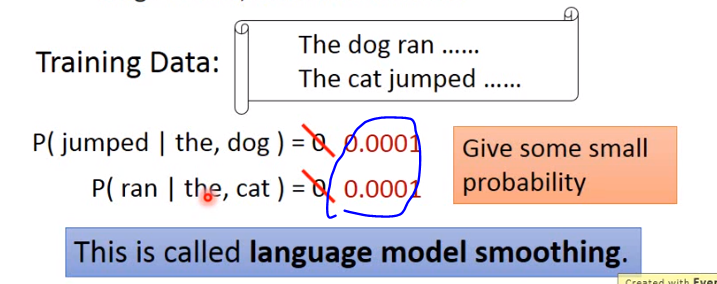 Training Data:
The dog ran ......
The cat jumped ......
P( jumped | the, dog ) = 0 0.0001
P( ran | the, cat ) = 0 0.0001
Give some small
probability
This is called language model smoothing.
Created with